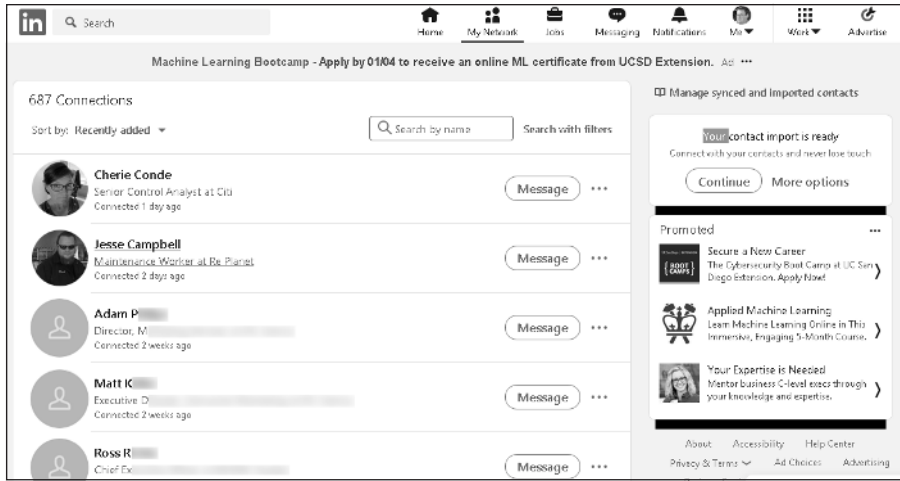 in
Search
Home
My Network
Jobs
Messaging
Notifications
Me
Work
Advertise
Machine Learning Bootcamp - Apply by 01/04 to receive an online ML certificate from UCSD Extension. Ad •••
687 Connections
Sort by: Recently added
Search by name
Search with filters
Cherie Conde
Senior Control Analyst at Citi
Connected 1 day ago
Message
Jesse Campbell
Maintenance Worker at Re Planet
Connected 2 days ago
Message
Adam P
Director, M
Connected 2 weeks ago
Message
Matt K
Executive D
Connected 2 weeks ago
Message
Ross R
Chief Ex
Message
Manage synced and imported contacts
Your contact import is ready
Connect with your contacts and never lose touch
Continue
More options
Promoted
{ BOOT
CAMPS }
Secure a New Career
The Cybersecurity Boot Camp at UC San
Diego Extension. Apply Now!
Applied Machine Learning
Learn Machine Learning Online in This
Immersive, Engaging 5-Month Course.
Your Expertise is Needed
Mentor business C-level execs through
your knowledge and expertise.
About Accessibility Help Center
Privacy & Terms Ad Choices Advertising